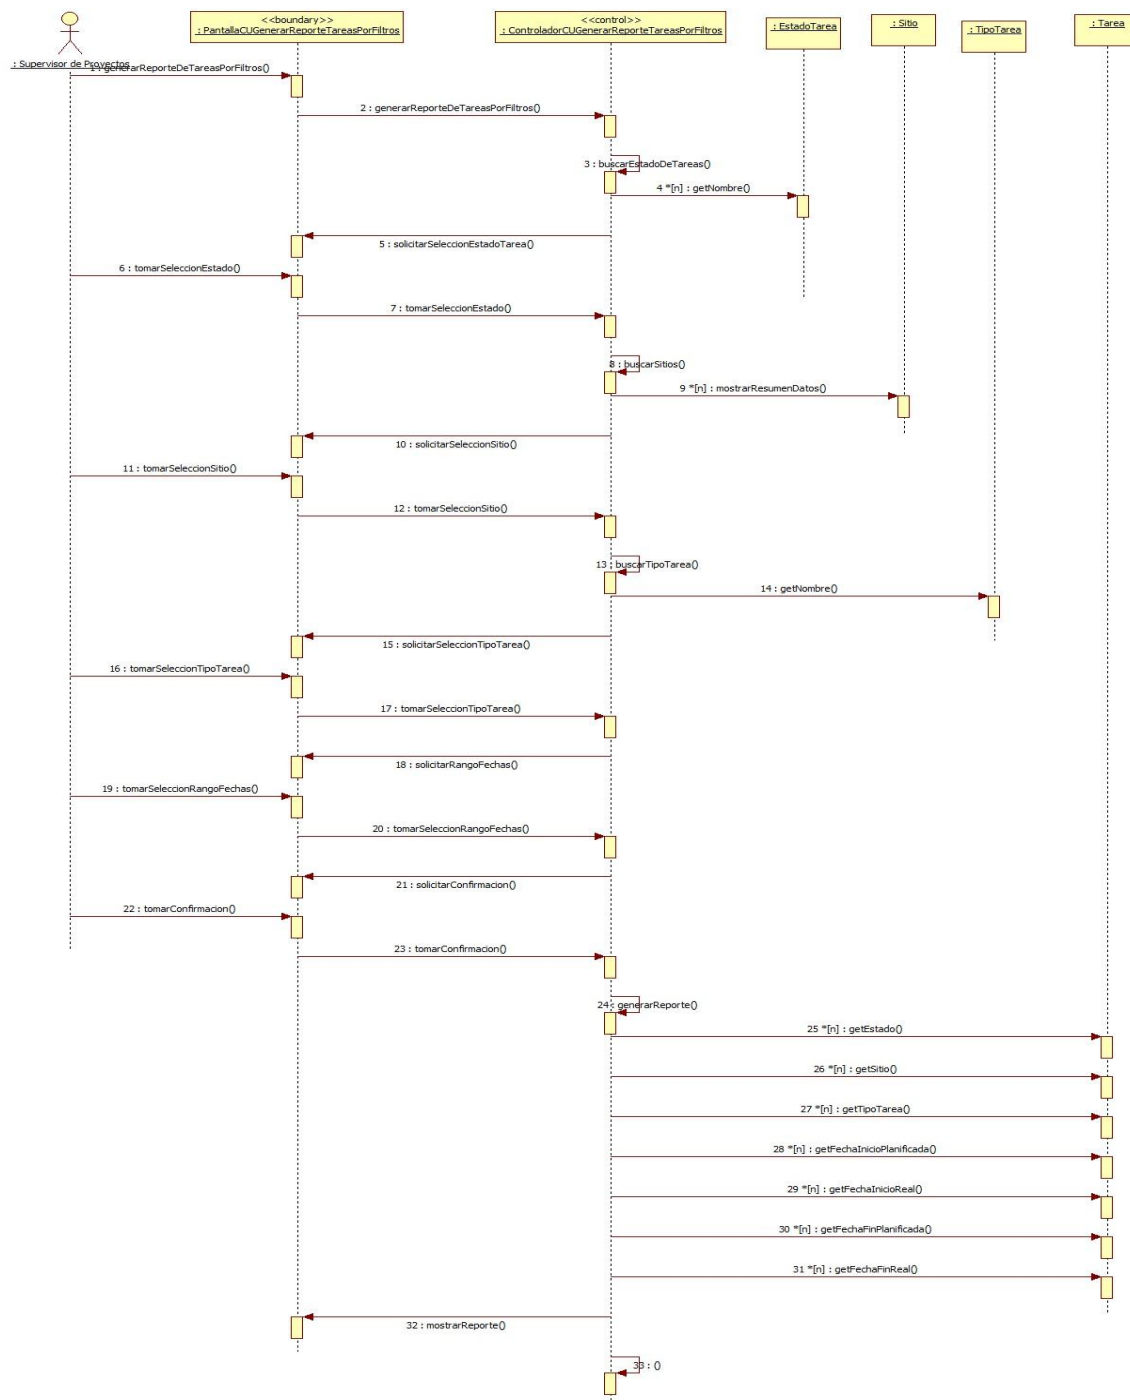 <<boundary>>
: PantallaCUGenerarReporteTareasPorFiltros
<<control>>
: ControladorCUGenerarReporteTareasPorFiltros
: EstadoTarea
: Sitio
: TipoTarea
: Tarea
: Supervisor de Proyectos
1 : generarReporteDeTareasPorFiltros()
2 : generarReporteDeTareasPorFiltros()
3 : buscarEstadoDeTareas()
4 *[n] : getNombre()
5 : solicitarSeleccionEstadoTarea()
6 : tomarSeleccionEstado()
7 : tomarSeleccionEstado()
8 : buscarSitios()
9 *[n] : mostrarResumenDatos()
10 : solicitarSeleccionSitio()
11 : tomarSeleccionSitio()
12 : tomarSeleccionSitio()
13 : buscarTipoTarea()
14 : getNombre()
15 : solicitarSeleccionTipoTarea()
16 : tomarSeleccionTipoTarea()
17 : tomarSeleccionTipoTarea()
18 : solicitarRangoFechas()
19 : tomarSeleccionRangoFechas()
20 : tomarSeleccionRangoFechas()
21 : solicitarConfirmacion()
22 : tomarConfirmacion()
23 : tomarConfirmacion()
24 : generarReporte()
25 *[n] : getEstado()
26 *[n] : getSitio()
27 *[n] : getTipoTarea()
28 *[n] : getFechaInicioPlanificada()
29 *[n] : getFechaInicioReal()
30 *[n] : getFechaFinPlanificada()
31 *[n] : getFechaFinReal()
32 : mostrarReporte()
33 : ()